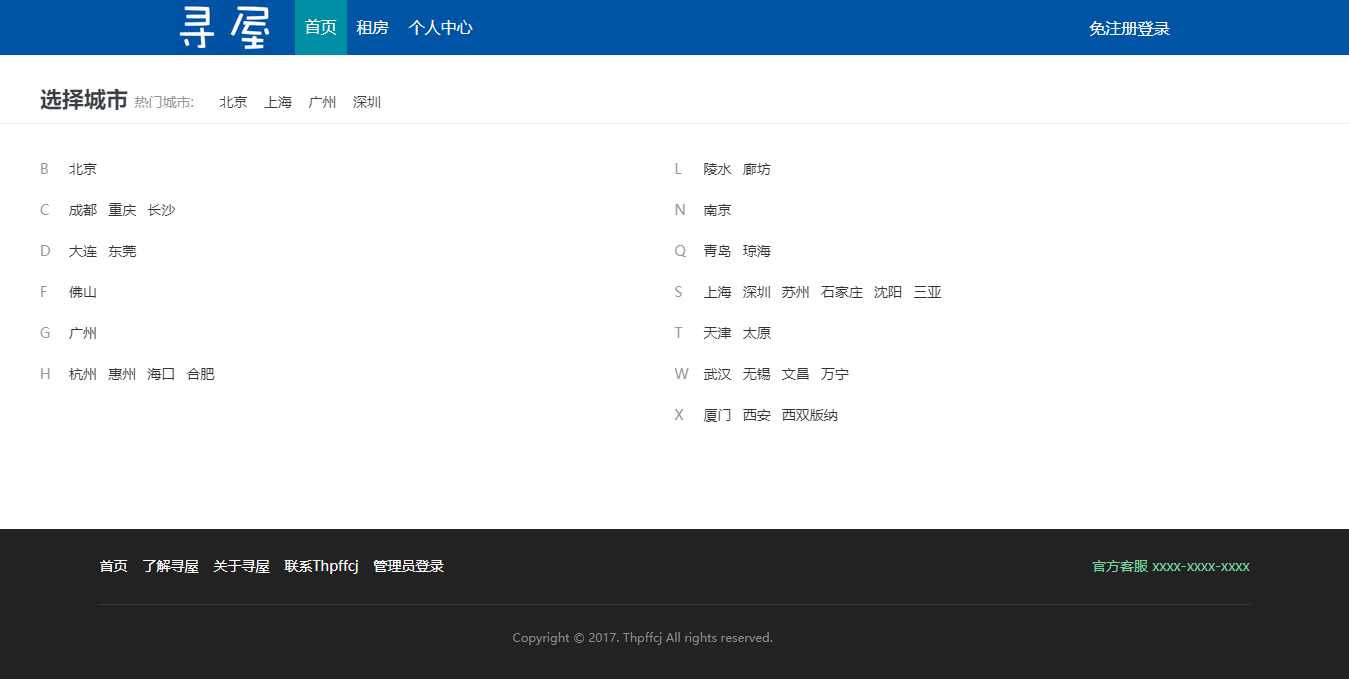 寻屋 首页 租房 个人中心 免注册登录
选择城市 热门城市: 北京 上海 广州 深圳
B 北京
C 成都 重庆 长沙
D 大连 东莞
F 佛山
G 广州
H 杭州 惠州 海口 合肥
L 陵水 廊坊
N 南京
Q 青岛 琼海
S 上海 深圳 苏州 石家庄 沈阳 三亚
T 天津 太原
W 武汉 无锡 文昌 万宁
X 厦门 西安 西双版纳
首页 了解寻屋 关于寻屋 联系Thpffcj 管理员登录 官方客服 xxxx-xxxx-xxxx
Copyright © 2017. Thpffcj All rights reserved.